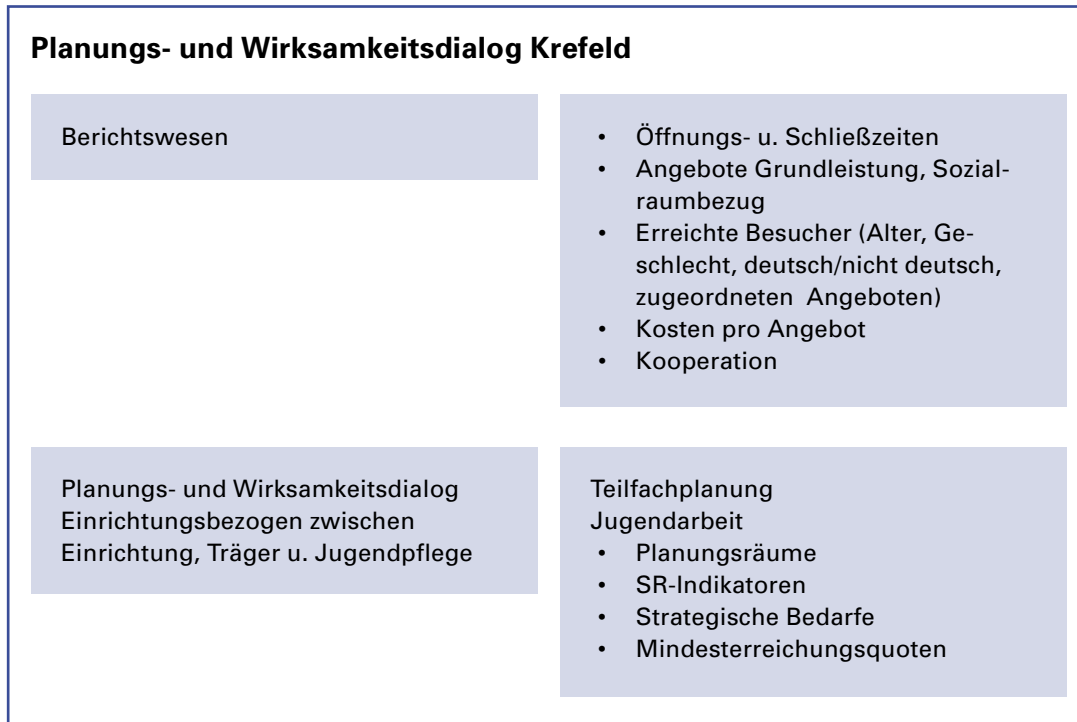 Planungs- und Wirksamkeitsdialog Krefeld
Berichtswesen
• Öffnungs- u. Schließzeiten
• Angebote Grundleistung, Sozial-
raumbezug
• Erreichte Besucher (Alter, Ge-
schlecht, deutsch/nicht deutsch,
zugeordneten Angeboten)
• Kosten pro Angebot
• Kooperation
Planungs- und Wirksamkeitsdialog
Einrichtungsbezogen zwischen
Einrichtung, Träger u. Jugendpflege
Teilfachplanung
Jugendarbeit
• Planungsräume
• SR-Indikatoren
• Strategische Bedarfe
• Mindesterreichungsquoten